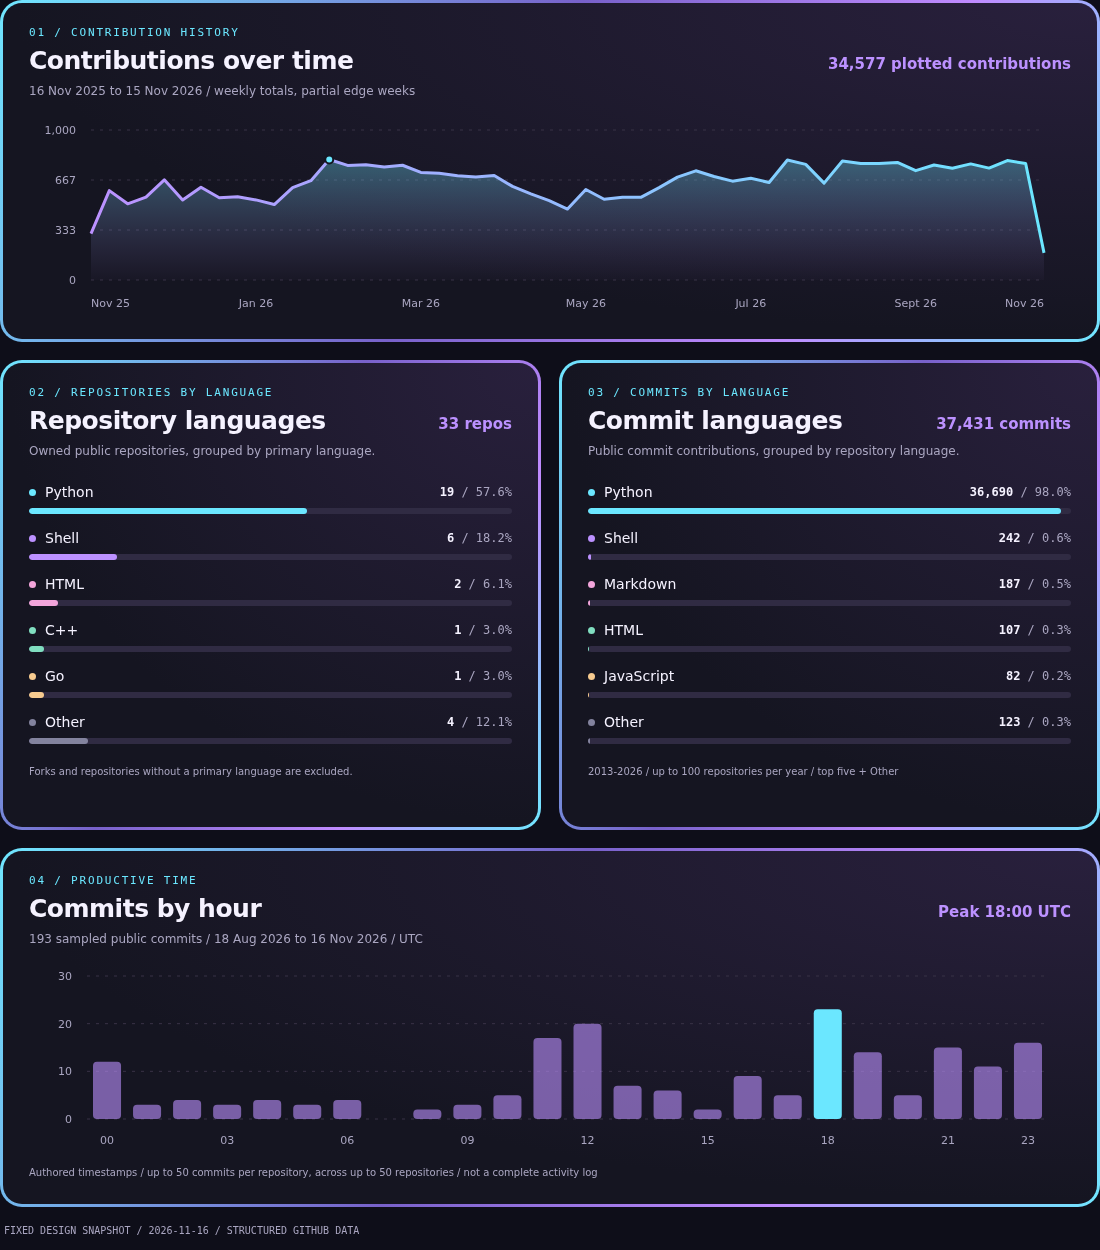 01 / CONTRIBUTION HISTORY
Contributions over time
34,577 plotted contributions
16 Nov 2025 to 15 Nov 2026 / weekly totals, partial edge weeks
1,000
667
333
0
Nov 25 Jan 26 Mar 26 May 26 Jul 26 Sept 26 Nov 26
02 / REPOSITORIES BY LANGUAGE
Repository languages
33 repos
Owned public repositories, grouped by primary language.
Python 19 / 57.6%
Shell 6 / 18.2%
HTML 2 / 6.1%
C++ 1 / 3.0%
Go 1 / 3.0%
Other 4 / 12.1%
Forks and repositories without a primary language are excluded.
03 / COMMITS BY LANGUAGE
Commit languages
37,431 commits
Public commit contributions, grouped by repository language.
Python 36,690 / 98.0%
Shell 242 / 0.6%
Markdown 187 / 0.5%
HTML 107 / 0.3%
JavaScript 82 / 0.2%
Other 123 / 0.3%
2013-2026 / up to 100 repositories per year / top five + Other
04 / PRODUCTIVE TIME
Commits by hour
Peak 18:00 UTC
193 sampled public commits / 18 Aug 2026 to 16 Nov 2026 / UTC
30
20
10
0
00 03 06 09 12 15 18 21 23
Authored timestamps / up to 50 commits per repository, across up to 50 repositories / not a complete activity log
FIXED DESIGN SNAPSHOT / 2026-11-16 / STRUCTURED GITHUB DATA